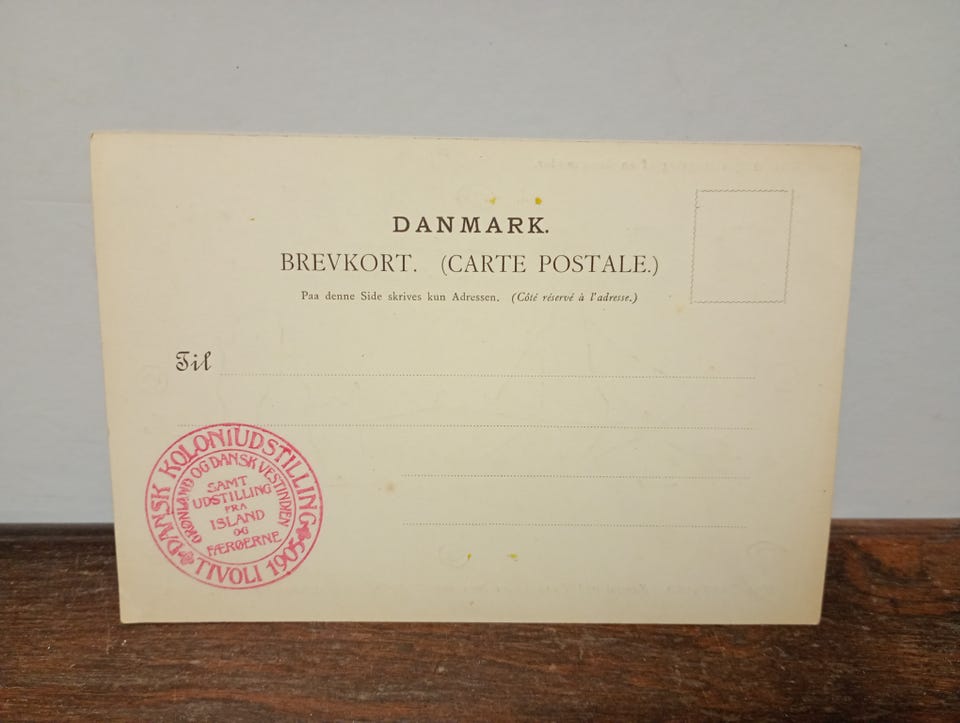 DANMARK.
BREVKORT. (CARTE POSTALE.)
Paa denne Side skrives kun Adressen. (Côté réservé à l'adresse.)
Til
DANSK KOLONIUDSTILLING
GRØNLAND OG DANSK VESTINDIEN
SAMT
UDSTILLING
FRA
ISLAND
OG
FÆRØERNE
TIVOLI 1905